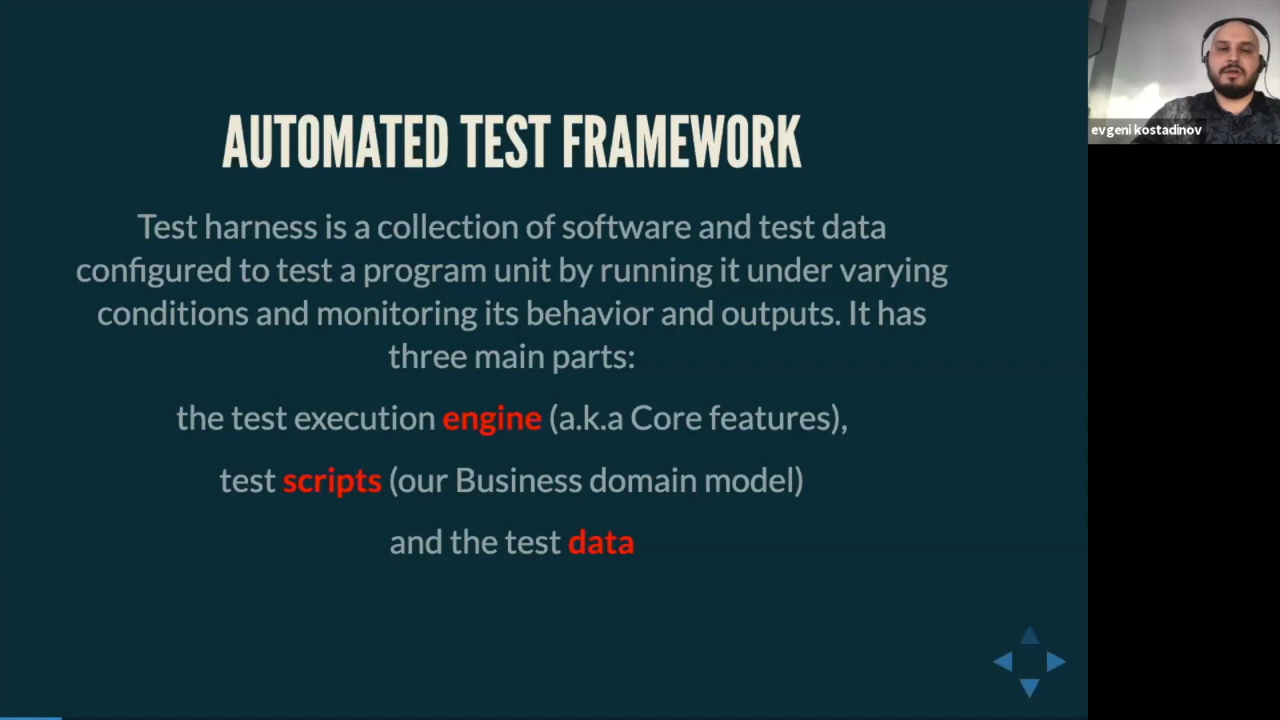 AUTOMATED TEST FRAMEWORK
Test harness is a collection of software and test data
configured to test a program unit by running it under varying
conditions and monitoring its behavior and outputs. It has
three main parts:
the test execution engine (a.k.a Core features),
test scripts (our Business domain model)
and the test data
evgeni kostadinov